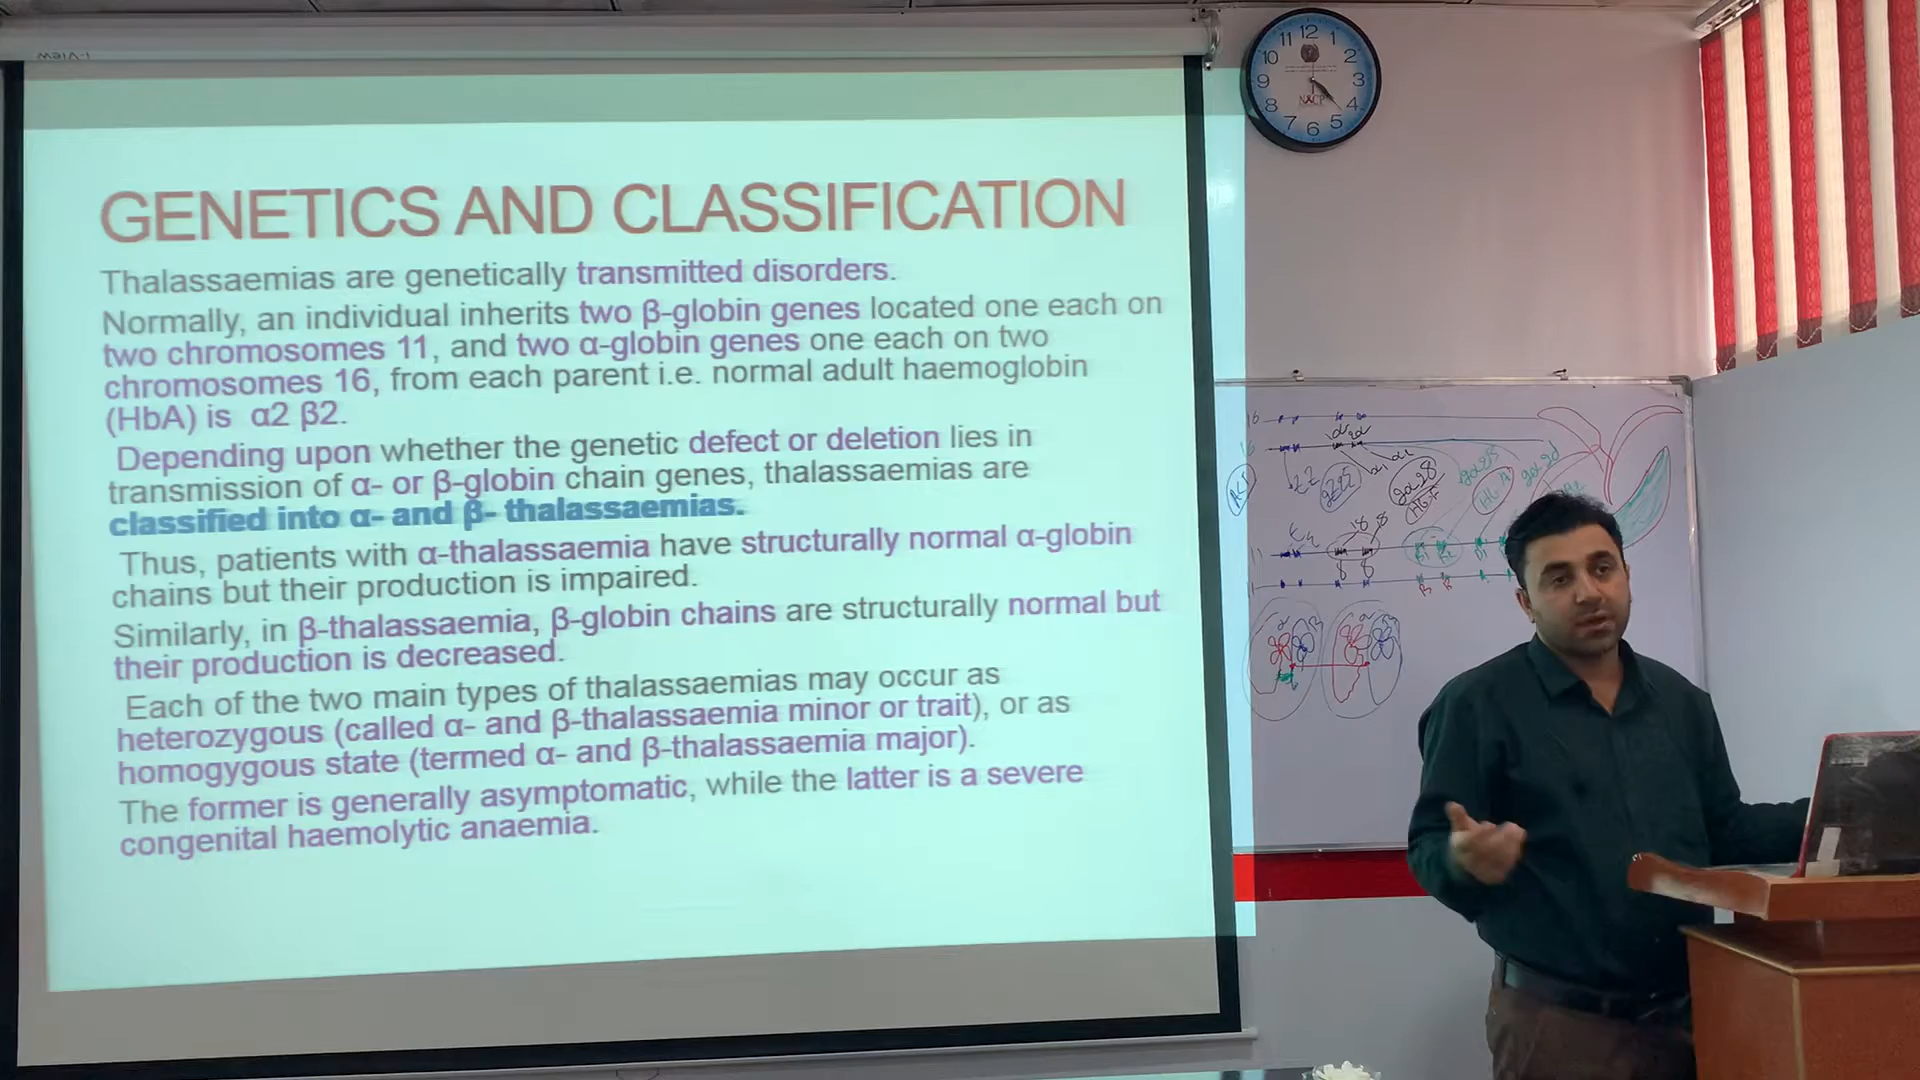 I-View
GENETICS AND CLASSIFICATION
Thalassaemias are genetically transmitted disorders.
Normally, an individual inherits two β-globin genes located one each on
two chromosomes 11, and two α-globin genes one each on two
chromosomes 16, from each parent i.e. normal adult haemoglobin
(HbA) is α2 β2.
Depending upon whether the genetic defect or deletion lies in
transmission of α- or β-globin chain genes, thalassaemias are
classified into α- and β- thalassaemias.
Thus, patients with α-thalassaemia have structurally normal α-globin
chains but their production is impaired.
Similarly, in β-thalassaemia, β-globin chains are structurally normal but
their production is decreased.
Each of the two main types of thalassaemias may occur as
heterozygous (called α- and β-thalassaemia minor or trait), or as
homogygous state (termed α- and β-thalassaemia major).
The former is generally asymptomatic, while the latter is a severe
congenital haemolytic anaemia.
12
11 1
10 2
9 3
8 4
7 5
6
NACP
16
Hb.F
11